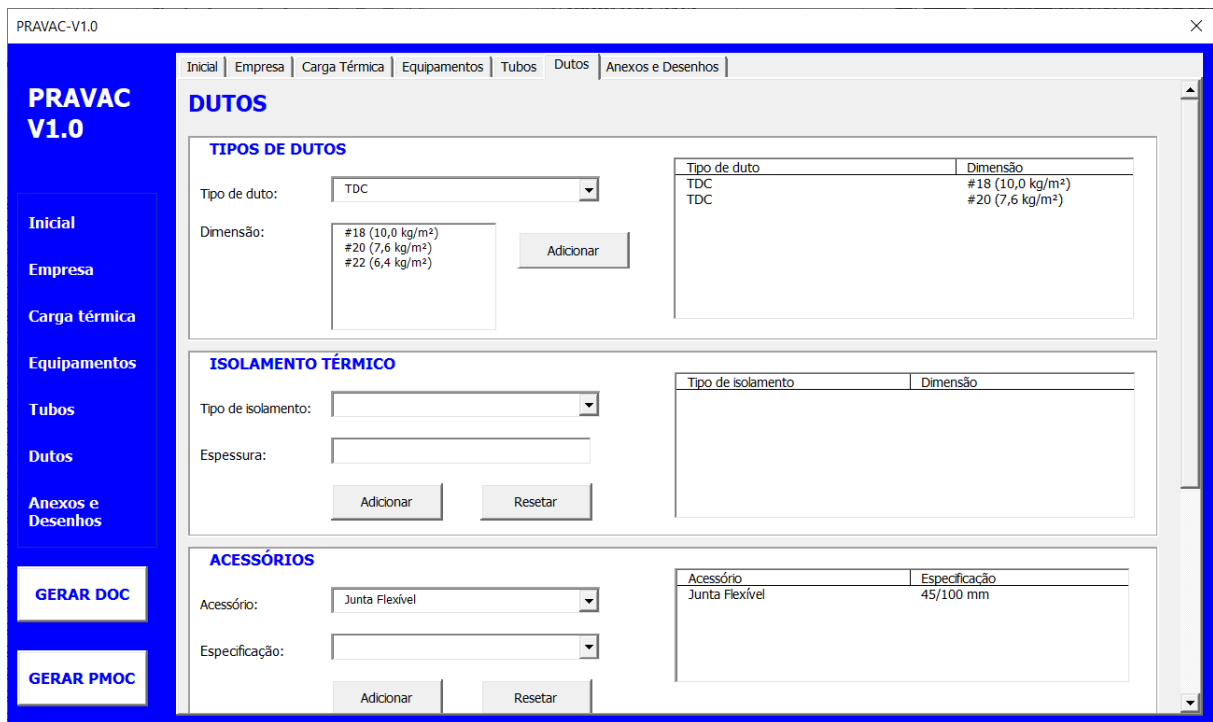 PRAVAC-V1.0
PRAVAC
V1.0
Inicial
Empresa
Carga térmica
Equipamentos
Tubos
Dutos
Anexos e
Desenhos
GERAR DOC
GERAR PMOC
Inicial Empresa Carga Térmica Equipamentos Tubos Dutos Anexos e Desenhos
DUTOS
TIPOS DE DUTOS
Tipo de duto: TDC
Dimensão:
#18 (10,0 kg/m²)
#20 (7,6 kg/m²)
#22 (6,4 kg/m²)
Adicionar
Tipo de duto Dimensão
TDC #18 (10,0 kg/m²)
TDC #20 (7,6 kg/m²)
ISOLAMENTO TÉRMICO
Tipo de isolamento:
Espessura:
Adicionar Resetar
Tipo de isolamento Dimensão
ACESSÓRIOS
Acessório: Junta Flexível
Especificação:
Adicionar Resetar
Acessório Especificação
Junta Flexível 45/100 mm